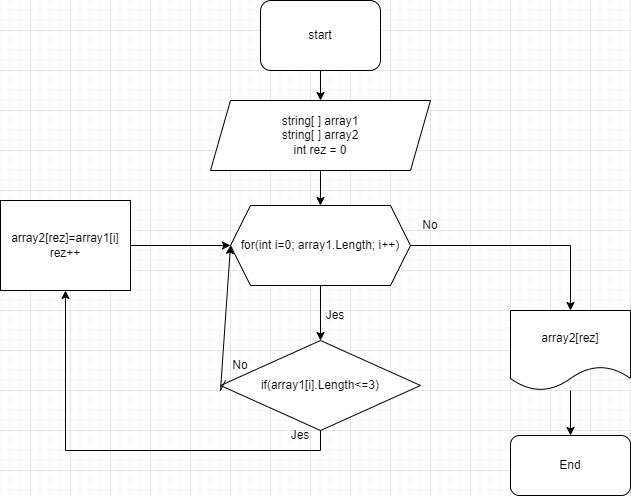 start
string[ ] array1
string[ ] array2
int rez = 0
array2[rez]=array1[i]
rez++
for(int i=0; array1.Length; i++)
No
Jes
array2[rez]
No
if(array1[i].Length<=3)
Jes
End